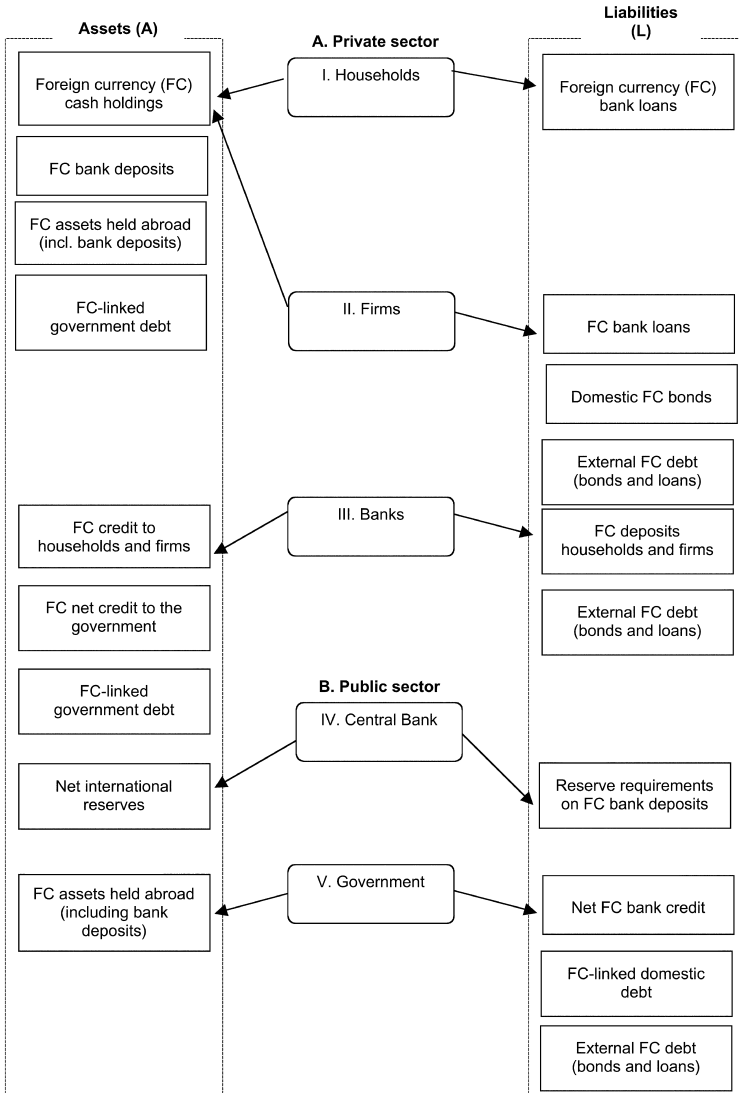 Assets (A)
A. Private sector
Liabilities
(L)
Foreign currency (FC)
cash holdings
I. Households
Foreign currency (FC)
bank loans
FC bank deposits
FC assets held abroad
(incl. bank deposits)
FC-linked
government debt
II. Firms
FC bank loans
Domestic FC bonds
External FC debt
(bonds and loans)
FC credit to
households and firms
III. Banks
FC deposits
households and firms
FC net credit to the
government
External FC debt
(bonds and loans)
FC-linked
government debt
B. Public sector
IV. Central Bank
Net international
reserves
Reserve requirements
on FC bank deposits
FC assets held abroad
(including bank
deposits)
V. Government
Net FC bank credit
FC-linked domestic
debt
External FC debt
(bonds and loans)